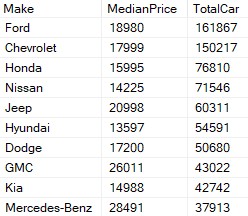 Make MedianPrice TotalCar
Ford 18980 161867
Chevrolet 17999 150217
Honda 15995 76810
Nissan 14225 71546
Jeep 20998 60311
Hyundai 13597 54591
Dodge 17200 50680
GMC 26011 43022
Kia 14988 42742
Mercedes-Benz 28491 37913